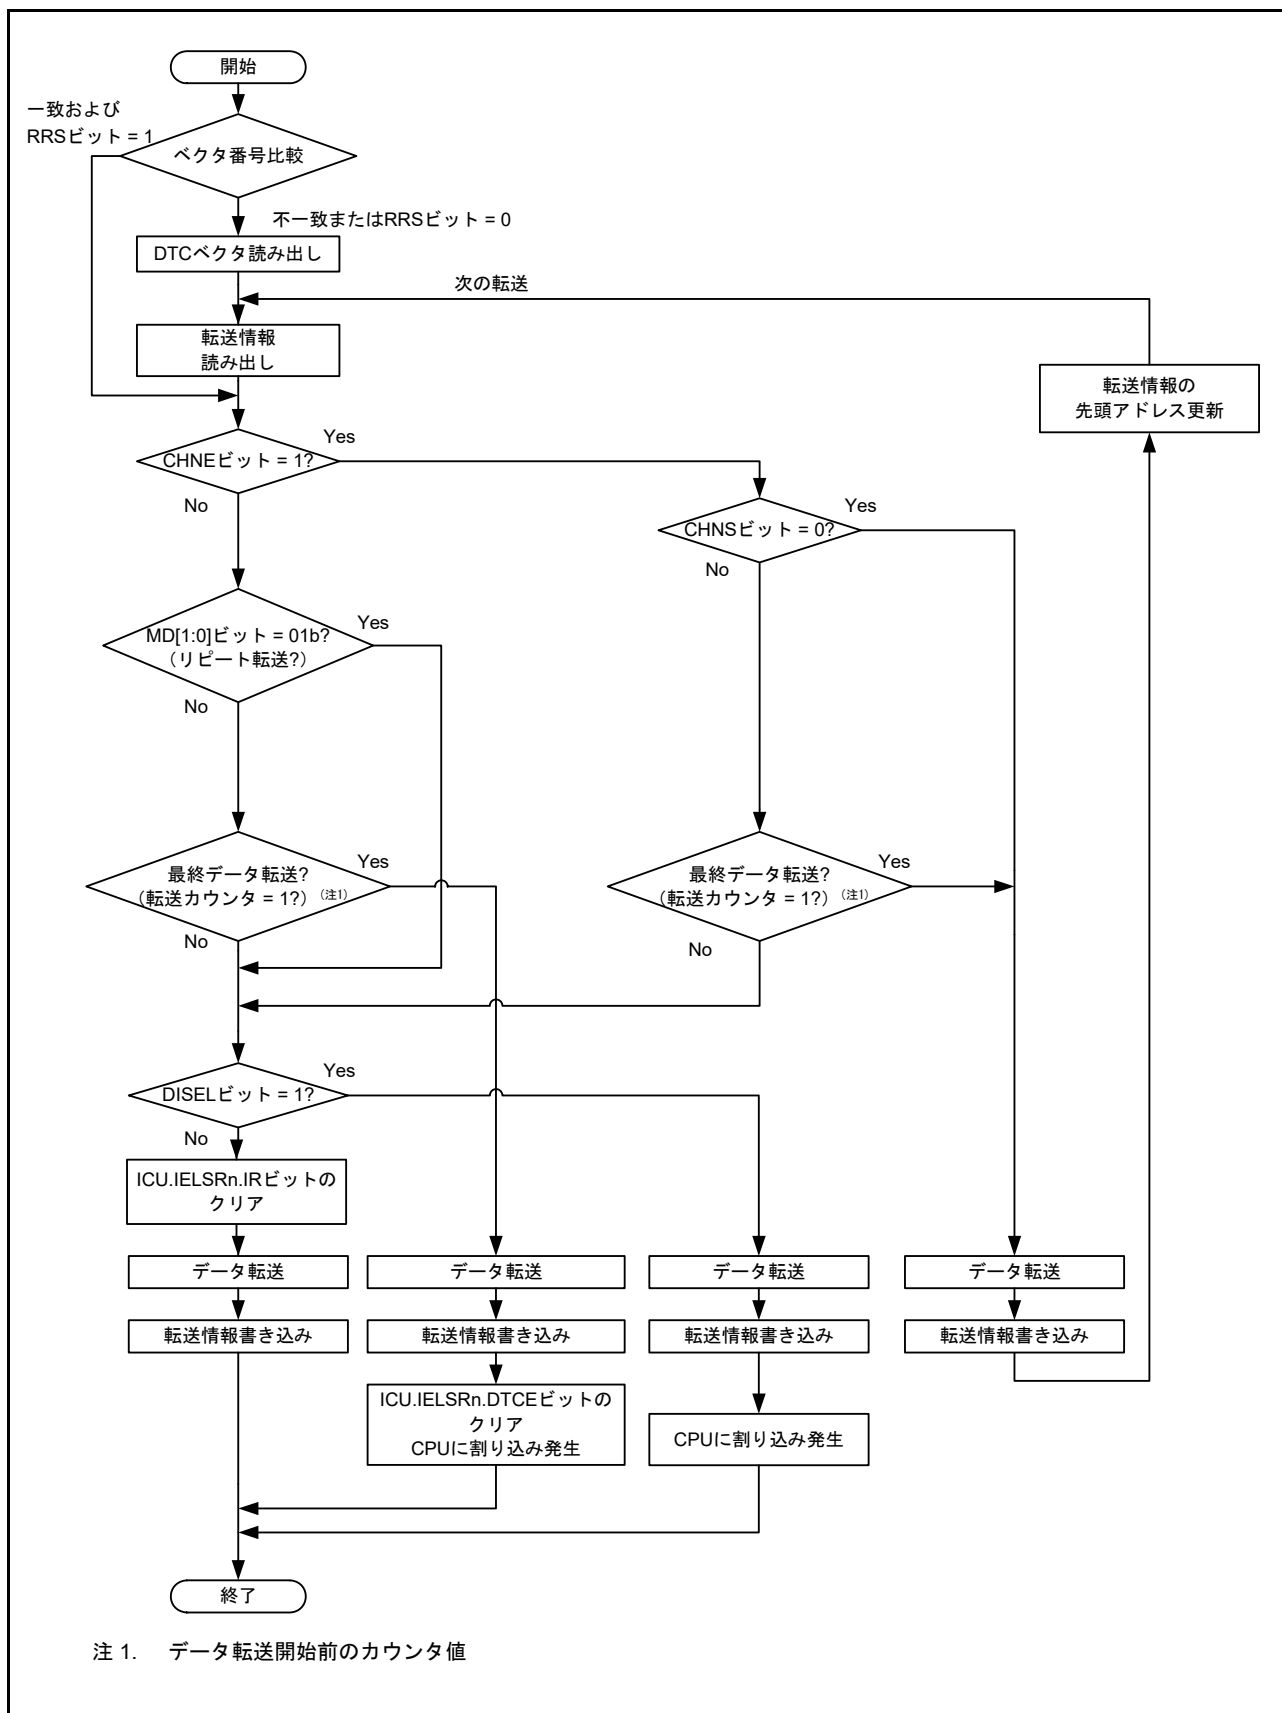 開始
一致および
RRSビット = 1
ベクタ番号比較
不一致またはRRSビット = 0
DTCベクタ読み出し
次の転送
転送情報
読み出し
転送情報の
先頭アドレス更新
CHNEビット = 1?
Yes
No
CHNSビット = 0?
Yes
No
MD[1:0]ビット = 01b?
（リピート転送?）
Yes
No
最終データ転送?
（転送カウンタ = 1?）（注1）
Yes
No
最終データ転送?
（転送カウンタ = 1?）（注1）
Yes
No
DISELビット = 1?
Yes
No
ICU.IELSRn.IRビットの
クリア
データ転送
データ転送
データ転送
データ転送
転送情報書き込み
転送情報書き込み
転送情報書き込み
転送情報書き込み
ICU.IELSRn.DTCEビットの
クリア
CPUに割り込み発生
CPUに割り込み発生
終了
注 1. データ転送開始前のカウンタ値